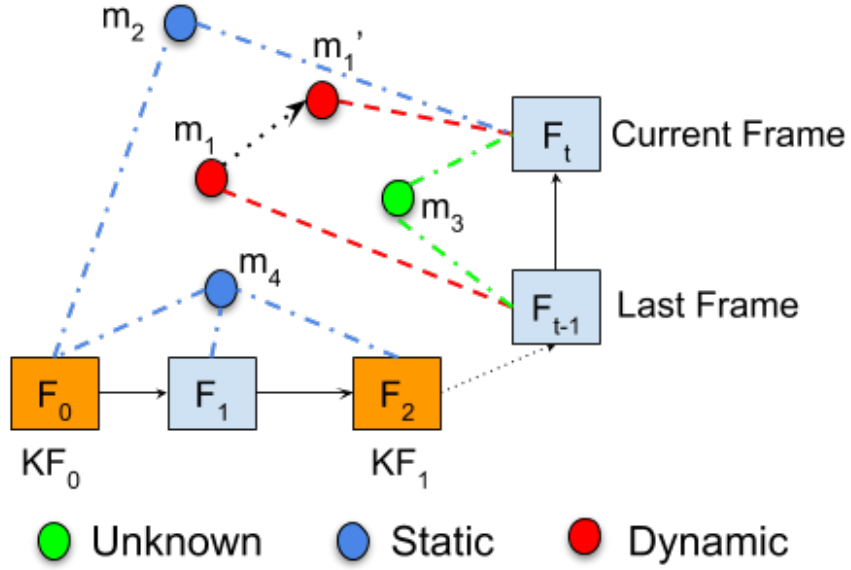 m₂
m₁’
m₁
Fₜ Current Frame
m₃
m₄
Fₜ₋₁ Last Frame
F₀ F₁ F₂
KF₀ KF₁
Unknown Static Dynamic